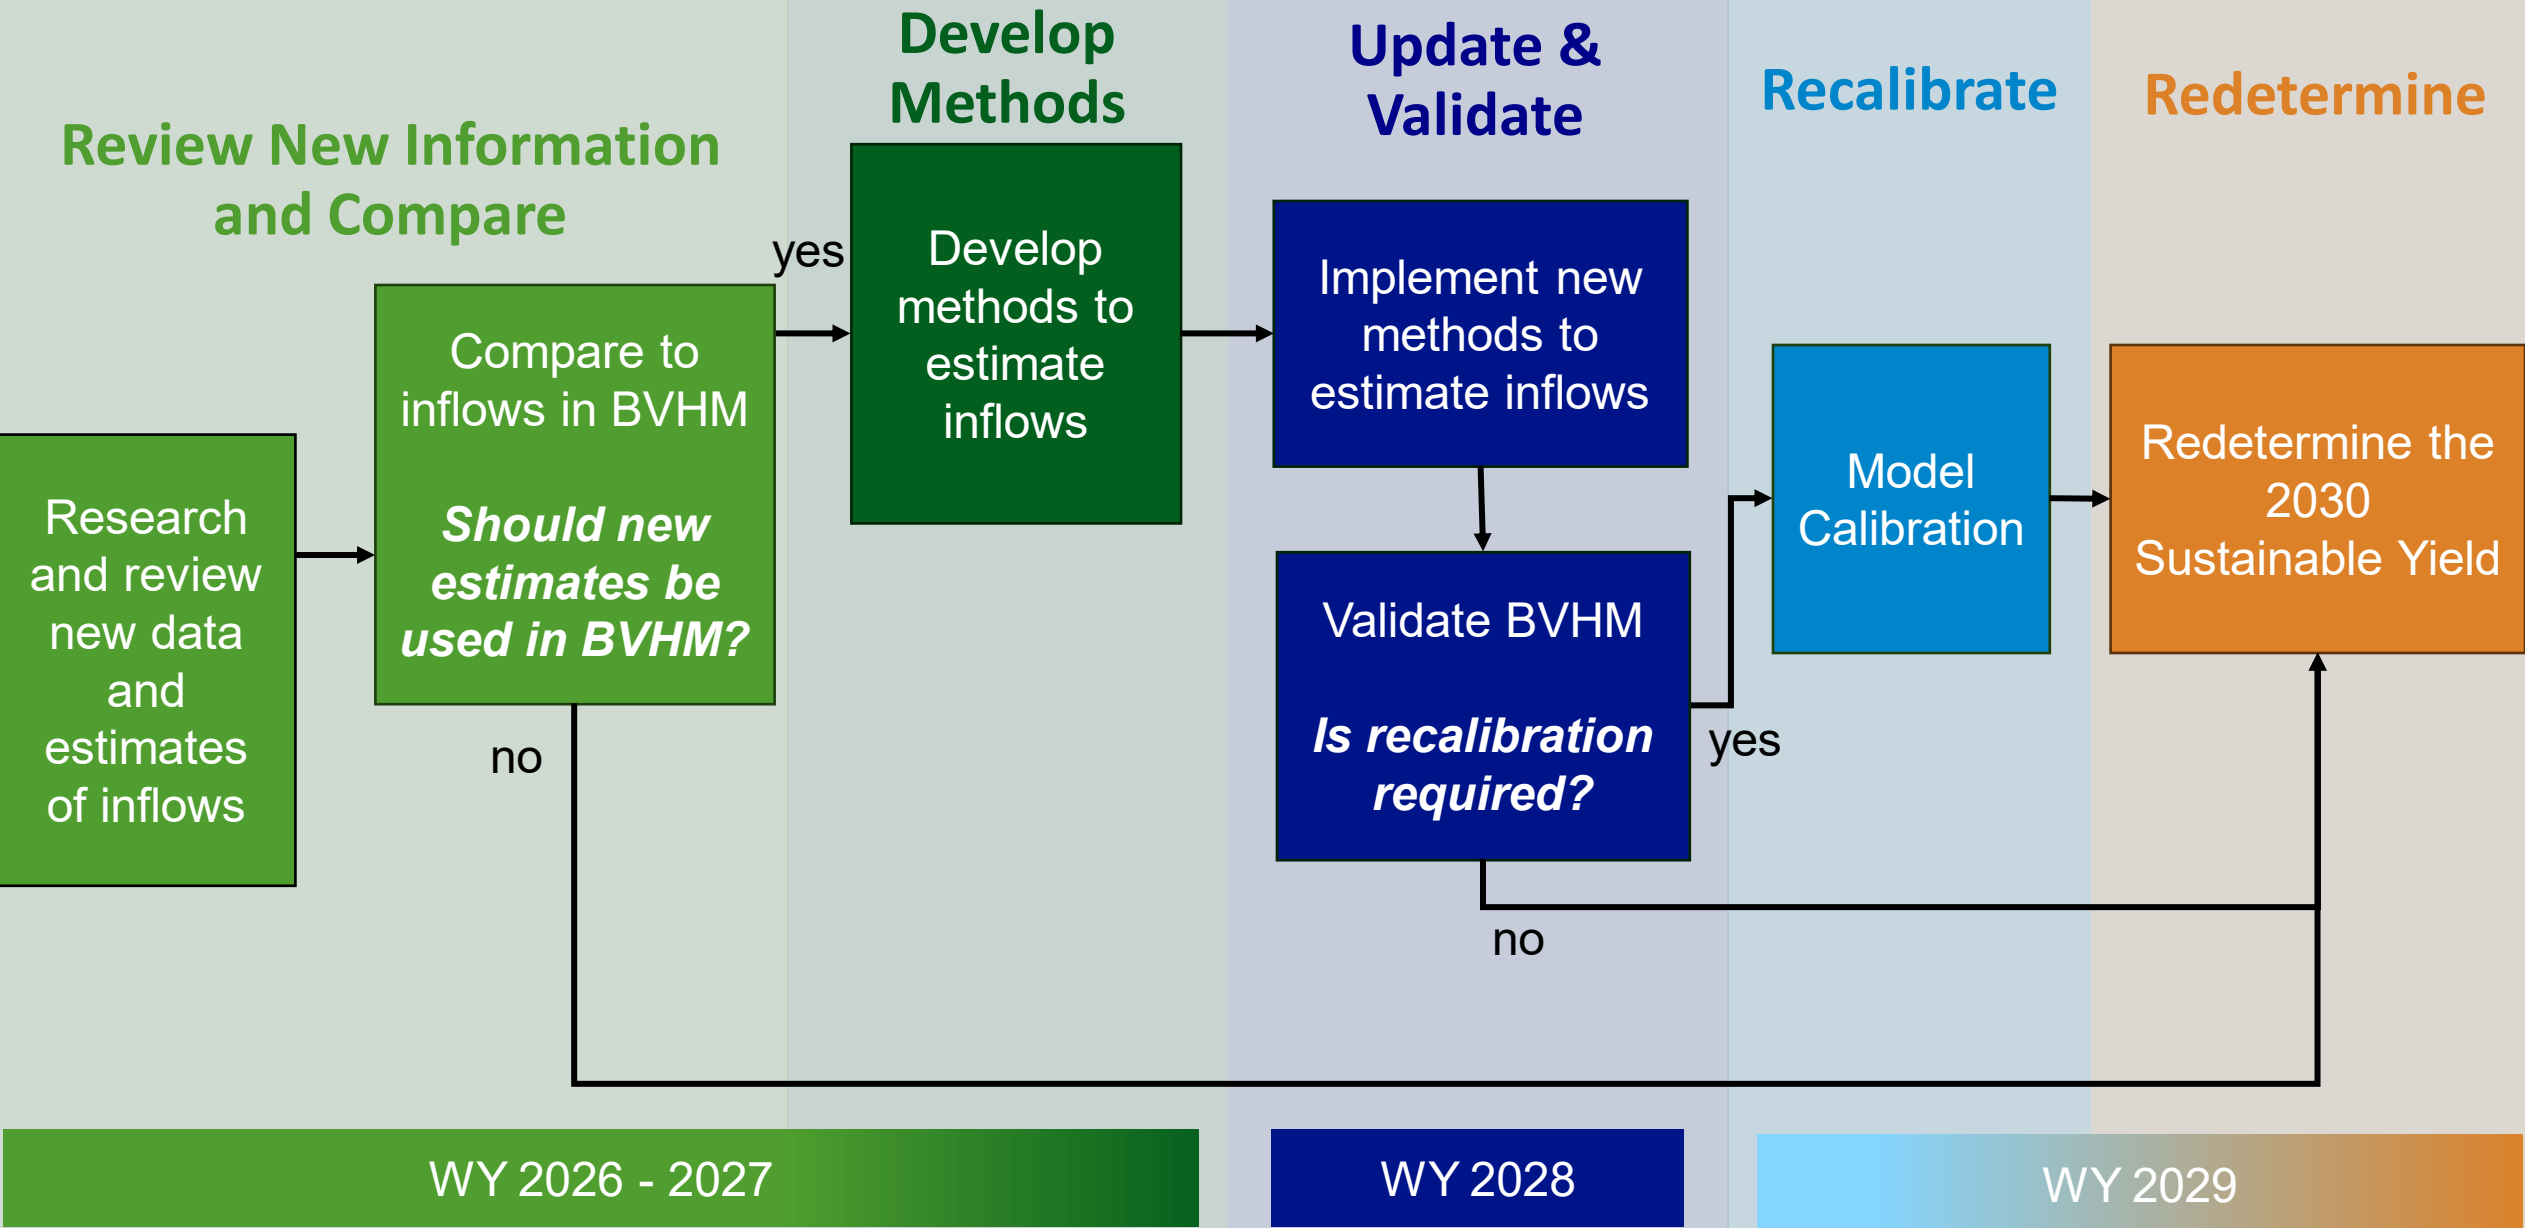 Review New Information
and Compare
Develop
Methods
Update &
Validate
Recalibrate
Redetermine
Research
and review
new data
and
estimates
of inflows
Compare to
inflows in BVHM
Should new
estimates be
used in BVHM?
yes
no
Develop
methods to
estimate
inflows
Implement new
methods to
estimate inflows
Validate BVHM
Is recalibration
required?
yes
no
Model
Calibration
Redetermine the
2030
Sustainable Yield
WY 2026 - 2027
WY 2028
WY 2029